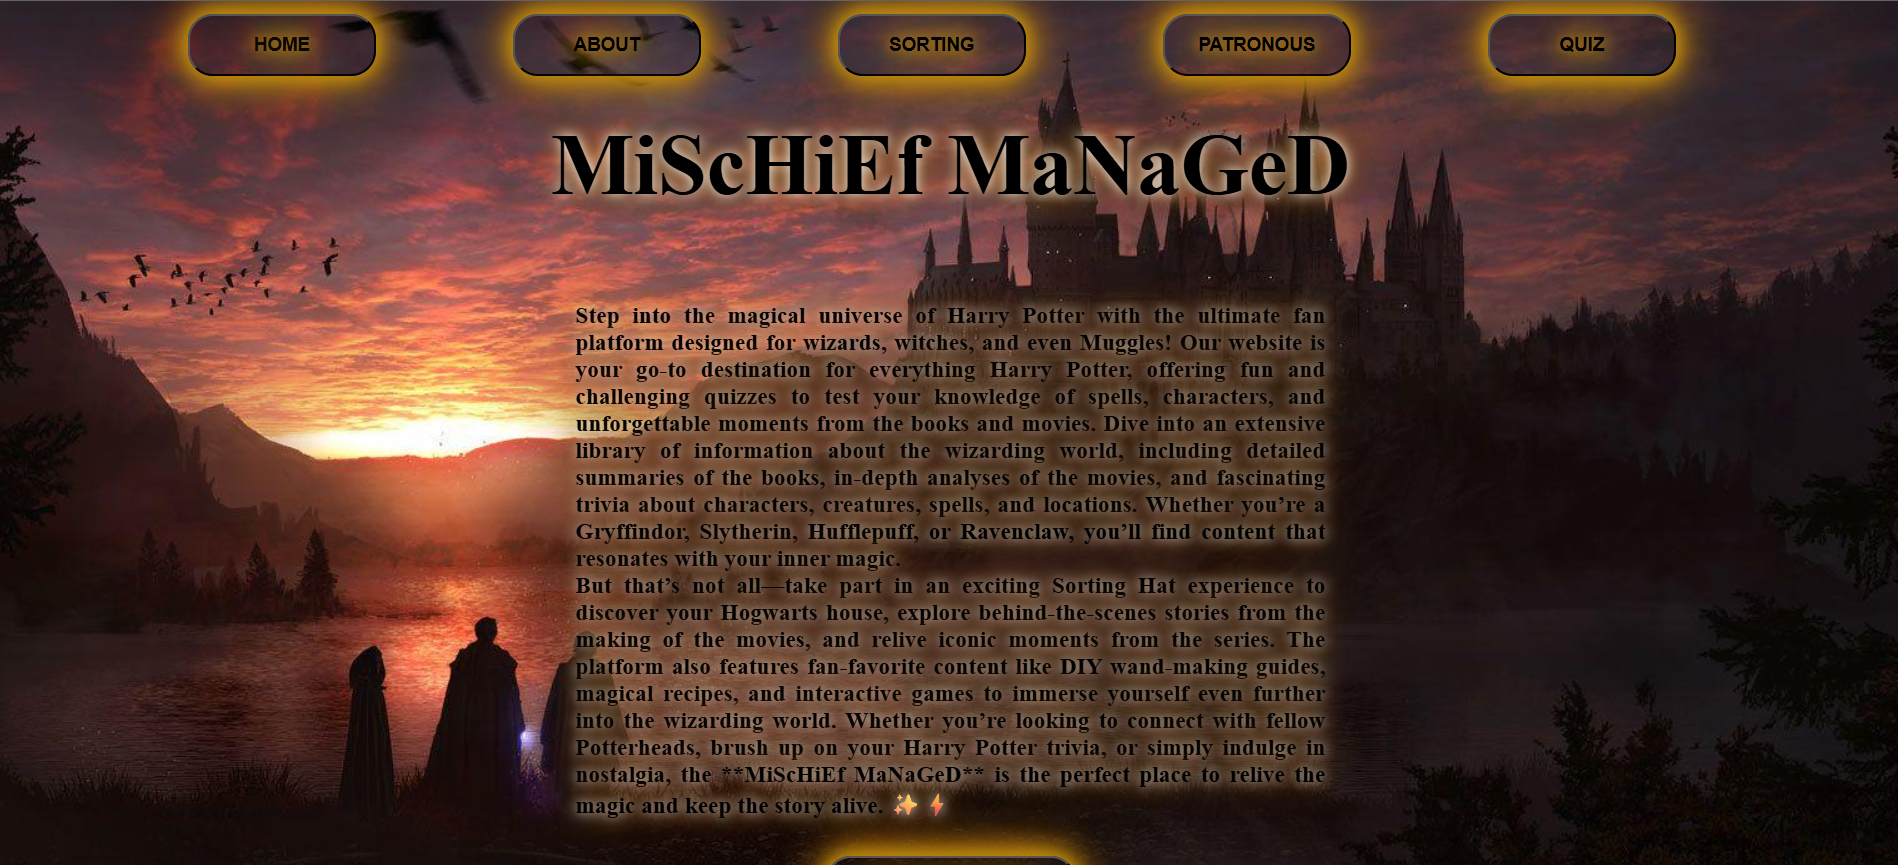 HOME ABOUT SORTING PATRONOUS QUIZ
MiScHiEf MaNaGeD
Step into the magical universe of Harry Potter with the ultimate fan
platform designed for wizards, witches, and even Muggles! Our website is
your go-to destination for everything Harry Potter, offering fun and
challenging quizzes to test your knowledge of spells, characters, and
unforgettable moments from the books and movies. Dive into an extensive
library of information about the wizarding world, including detailed
summaries of the books, in-depth analyses of the movies, and fascinating
trivia about characters, creatures, spells, and locations. Whether you’re a
Gryffindor, Slytherin, Hufflepuff, or Ravenclaw, you’ll find content that
resonates with your inner magic.
But that’s not all—take part in an exciting Sorting Hat experience to
discover your Hogwarts house, explore behind-the-scenes stories from the
making of the movies, and relive iconic moments from the series. The
platform also features fan-favorite content like DIY wand-making guides,
magical recipes, and interactive games to immerse yourself even further
into the wizarding world. Whether you’re looking to connect with fellow
Potterheads, brush up on your Harry Potter trivia, or simply indulge in
nostalgia, the **MiScHiEf MaNaGeD** is the perfect place to relive the
magic and keep the story alive. ✨⚡